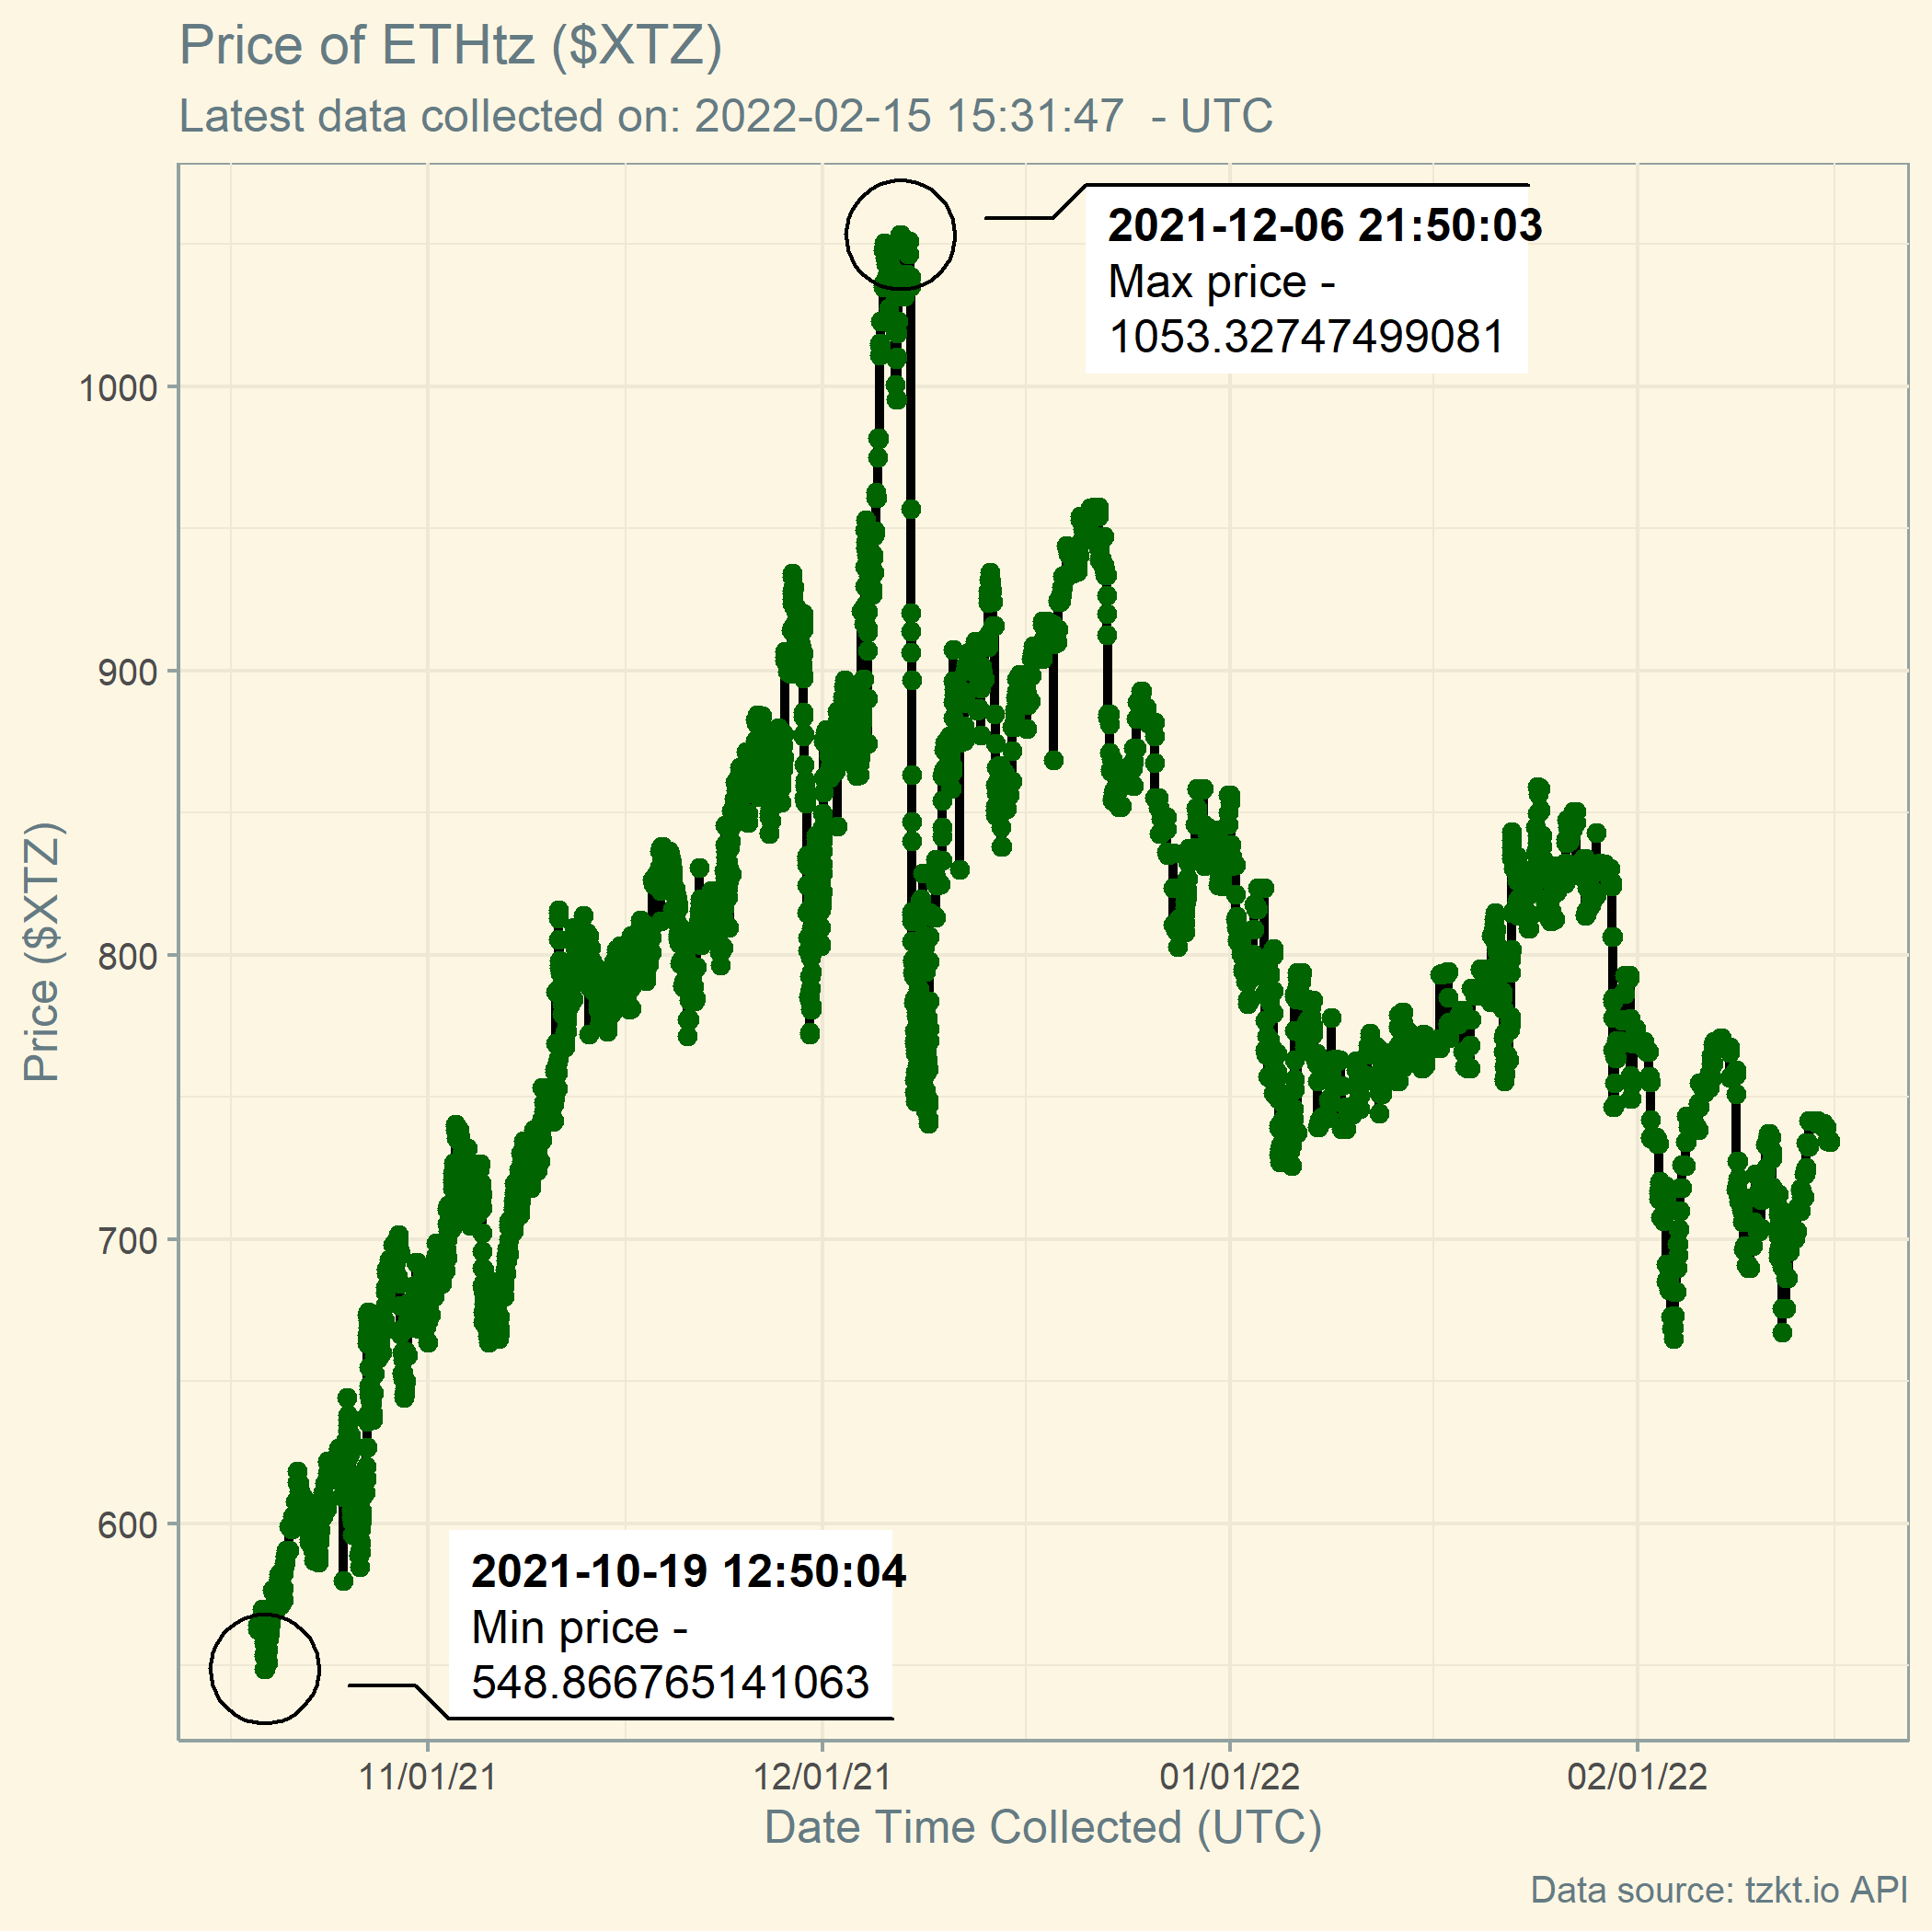 Price of ETHtz ($XTZ)
Latest data collected on: 2022-02-15 15:31:47  - UTC
2021-12-06 21:50:03
Max price -
1053.32747499081
1000
900
800
700
600
Price ($XTZ)
2021-10-19 12:50:04
Min price -
548.866765141063
11/01/21
12/01/21
01/01/22
02/01/22
Date Time Collected (UTC)
Data source: tzkt.io API